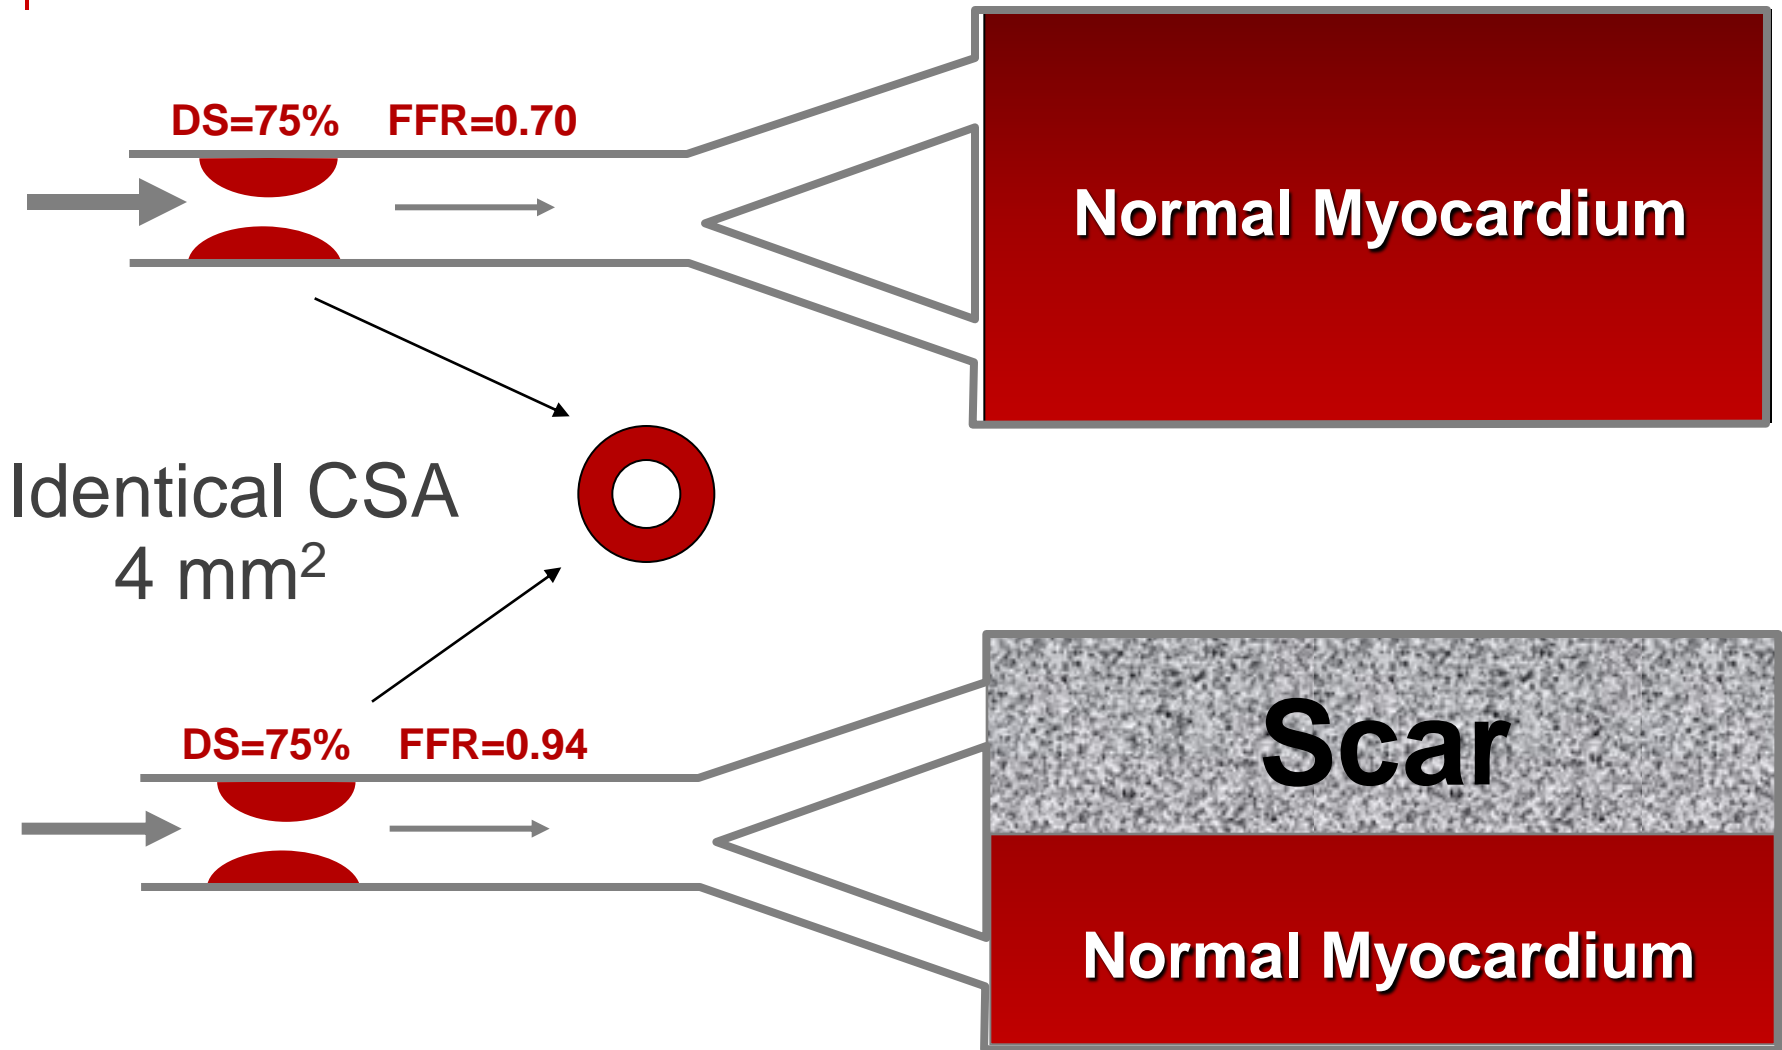 DS=75% FFR=0.70
Normal Myocardium
Identical CSA
4 mm²
DS=75% FFR=0.94
Scar
Normal Myocardium